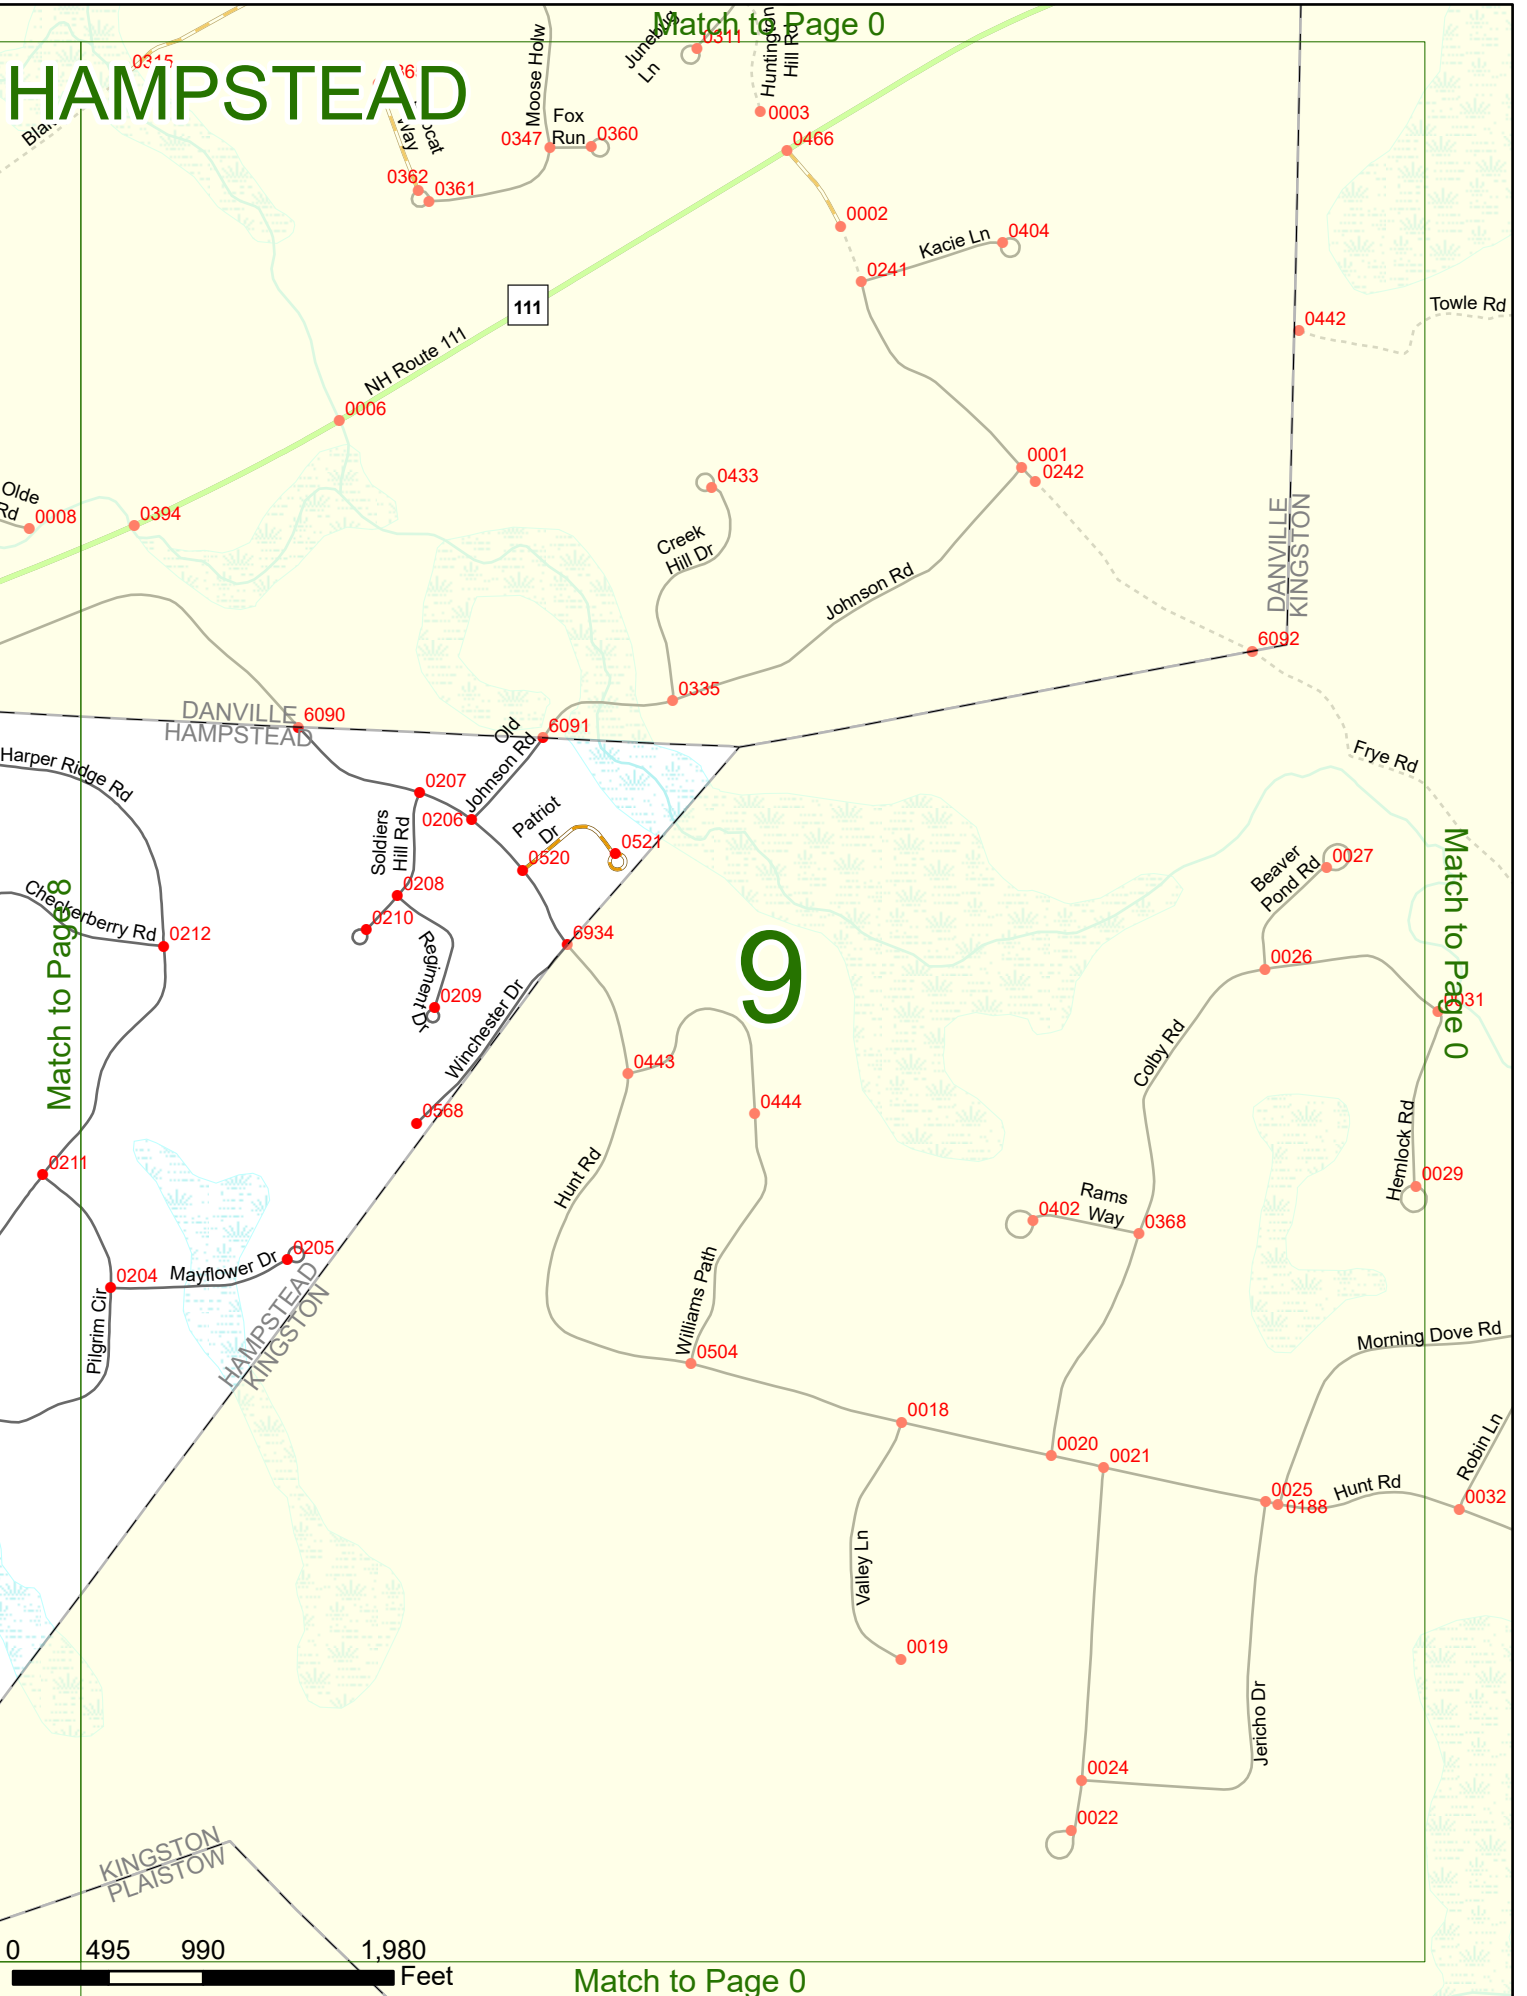 Match to Page 0
HAMPSTEAD
0315
Way
Moose Holw
Fox
Run
0347
0360
0362
0361
Junebug
Ln
0311
Huntington
Hill Rd
0003
0466
0002
0241
Kacie Ln
0404
0442
Towle Rd
111
NH Route 111
0006
Olde
Rd
0008
0394
0433
Creek
Hill Dr
0001
0242
Johnson Rd
DANVILLE
KINGSTON
6092
0335
DANVILLE
HAMPSTEAD
6090
Old
Johnson Rd
6091
Harper Ridge Rd
Frye Rd
0207
0206
Soldiers
Hill Rd
Patriot
Dr
0520
0521
Beaver
Pond Rd
0027
Match to Page 8
Checkerberry Rd
0212
0208
0210
Regiment Dr
0209
6934
9
Winchester Dr
0026
0031
Match to Page 0
Colby Rd
0443
0444
0568
0211
Hunt Rd
Hemlock Rd
0029
Rams
Way
0402
0368
0205
Mayflower Dr
0204
Pilgrim Cir
HAMPSTEAD
KINGSTON
Williams Path
0504
Morning Dove Rd
0018
0020
0021
0025
0188
Hunt Rd
Robin Ln
0032
Valley Ln
0019
Jericho Dr
0024
0022
KINGSTON
PLAISTOW
0 495 990 1,980
Feet
Match to Page 0